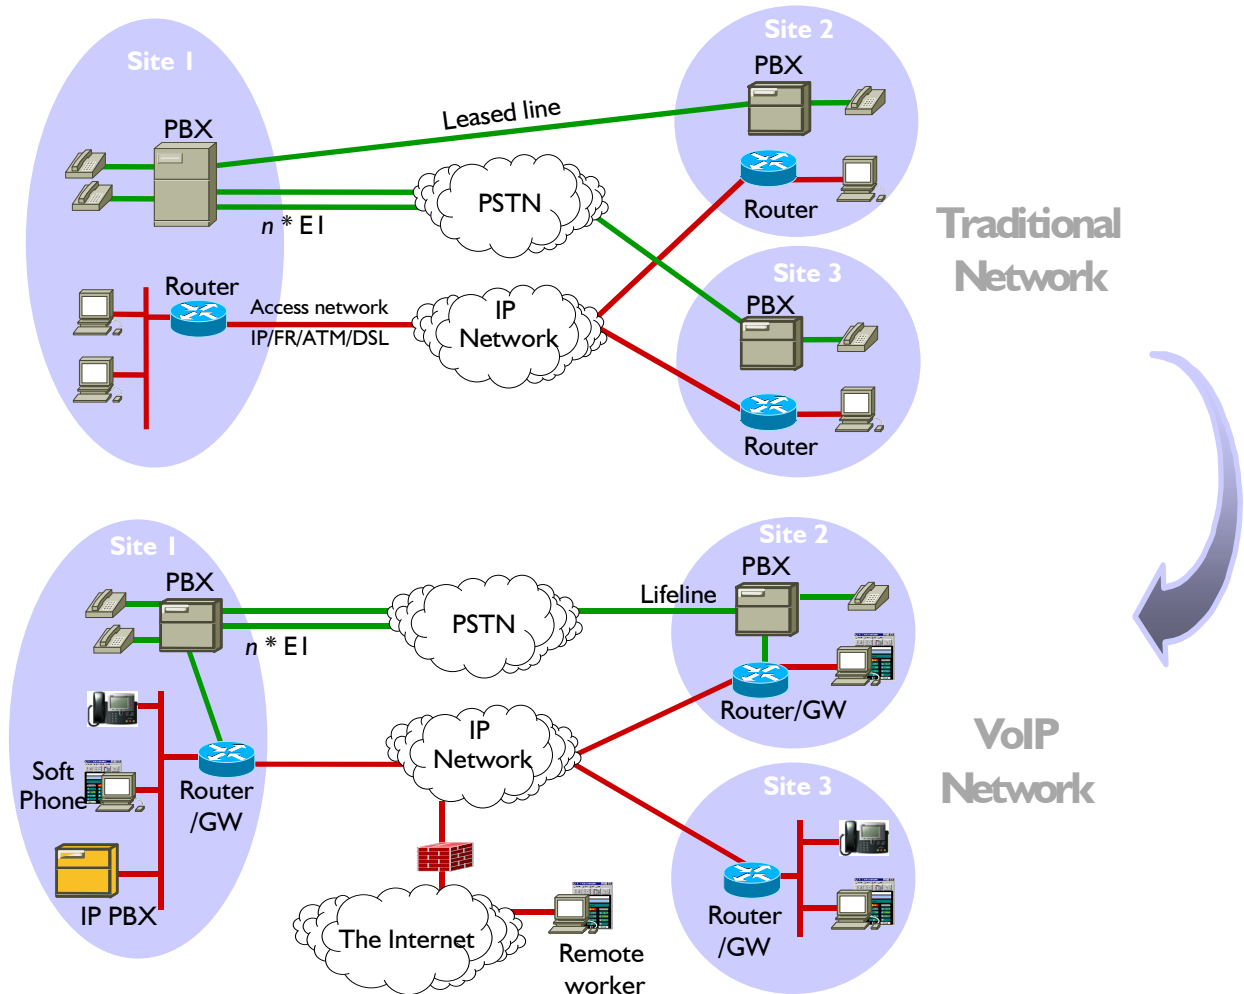 Site 1
PBX
n * E1
Router
Leased line
PSTN
Access network
IP/FR/ATM/DSL
IP
Network
Site 2
PBX
Router
Site 3
PBX
Router
Traditional
Network
Site 1
PBX
n * E1
Soft
Phone
Router
/GW
IP PBX
PSTN
Lifeline
IP
Network
The Internet
Remote
worker
Site 2
PBX
Router/GW
Site 3
Router
/GW
VoIP
Network